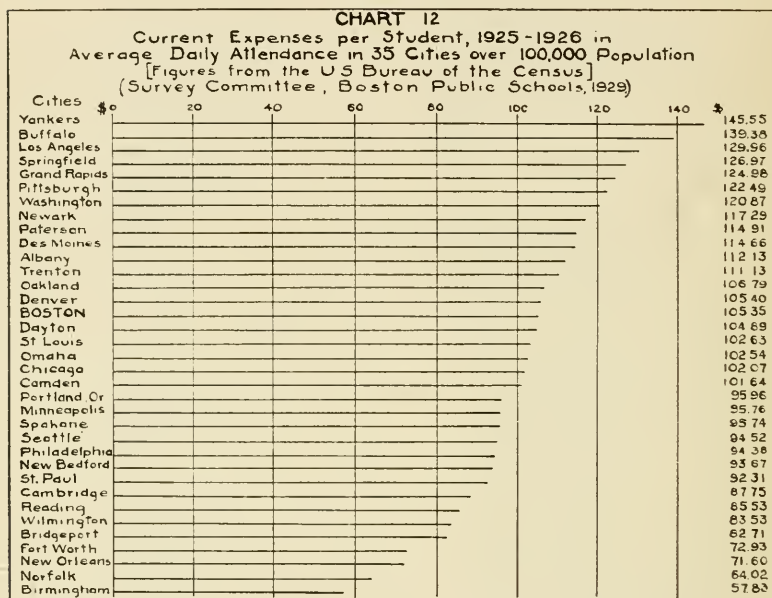 CHART 12
Current Expenses per Student, 1925-1926 in
Average Daily Attendance in 35 Cities over 100,000 Population
[Figures from the US Bureau of the Census]
(Survey Committee, Boston Public Schools, 1929)
Cities $0 20 40 60 80 100 120 140 $
Yonkers 145.55
Buffalo 139.38
Los Angeles 129.96
Springfield 126.97
Grand Rapids 124.98
Pittsburgh 122 49
Washington 120 87
Newark 117 29
Paterson 114 91
Des Moines 114 66
Albany 112 13
Trenton 111 13
Oakland 106 79
Denver 105 40
BOSTON 105 35
Dayton 104 89
St Louis 102 63
Omaha 102 54
Chicago 102 07
Camden 101 64
Portland, Or 95 96
Minneapolis 95.76
Spokane 95 74
Seattle 94 52
Philadelphia 94 38
New Bedford 93 67
St. Paul 92 31
Cambridge 87 75
Reading 85 53
Wilmington 83 53
Bridgeport 82 71
Fort Worth 72.93
New Orleans 71.60
Norfolk 64.02
Birmingham 57.83